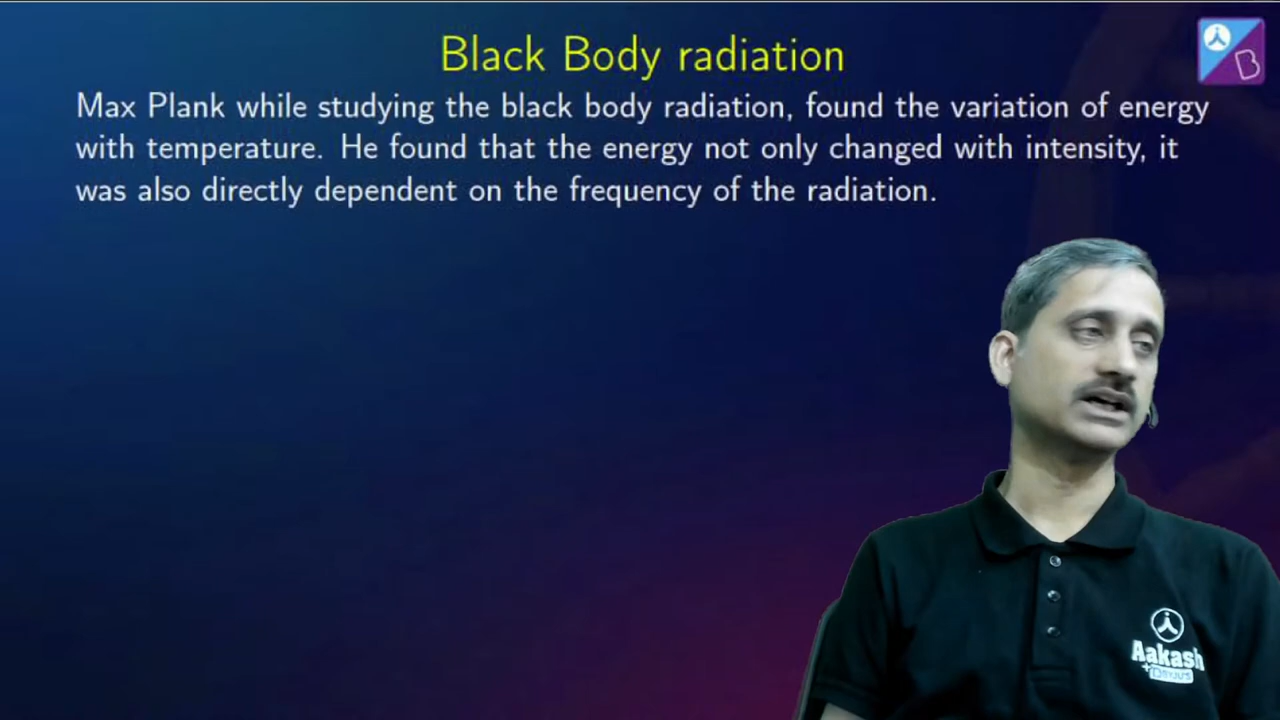 Black Body radiation
Max Plank while studying the black body radiation, found the variation of energy
with temperature. He found that the energy not only changed with intensity, it
was also directly dependent on the frequency of the radiation.
B
Aakash
+BYJU'S